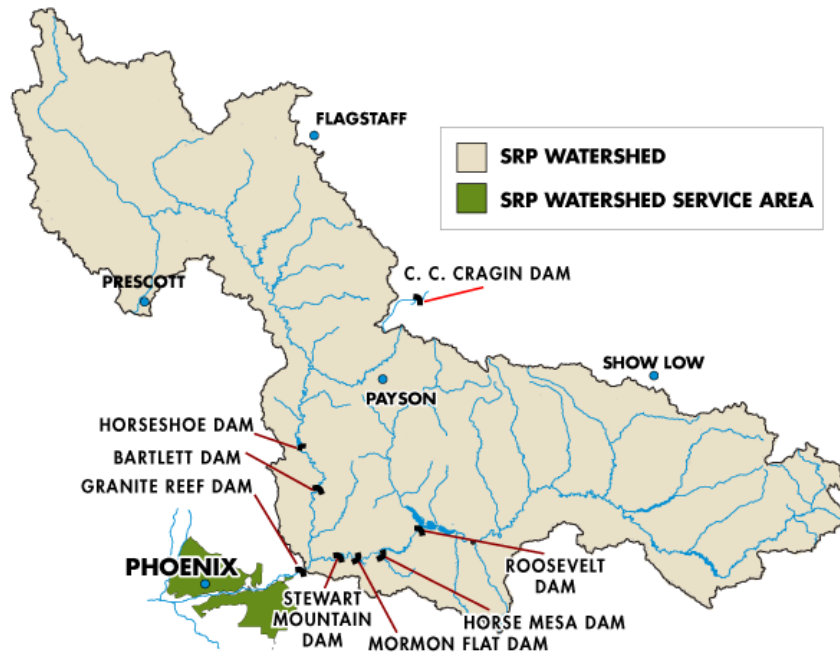 FLAGSTAFF
SRP WATERSHED
SRP WATERSHED SERVICE AREA
C. C. CRAGIN DAM
PRESCOTT
SHOW LOW
PAYSON
HORSESHOE DAM
BARTLETT DAM
GRANITE REEF DAM
PHOENIX
ROOSEVELT
DAM
STEWART
MOUNTAIN
DAM
HORSE MESA DAM
MORMON FLAT DAM